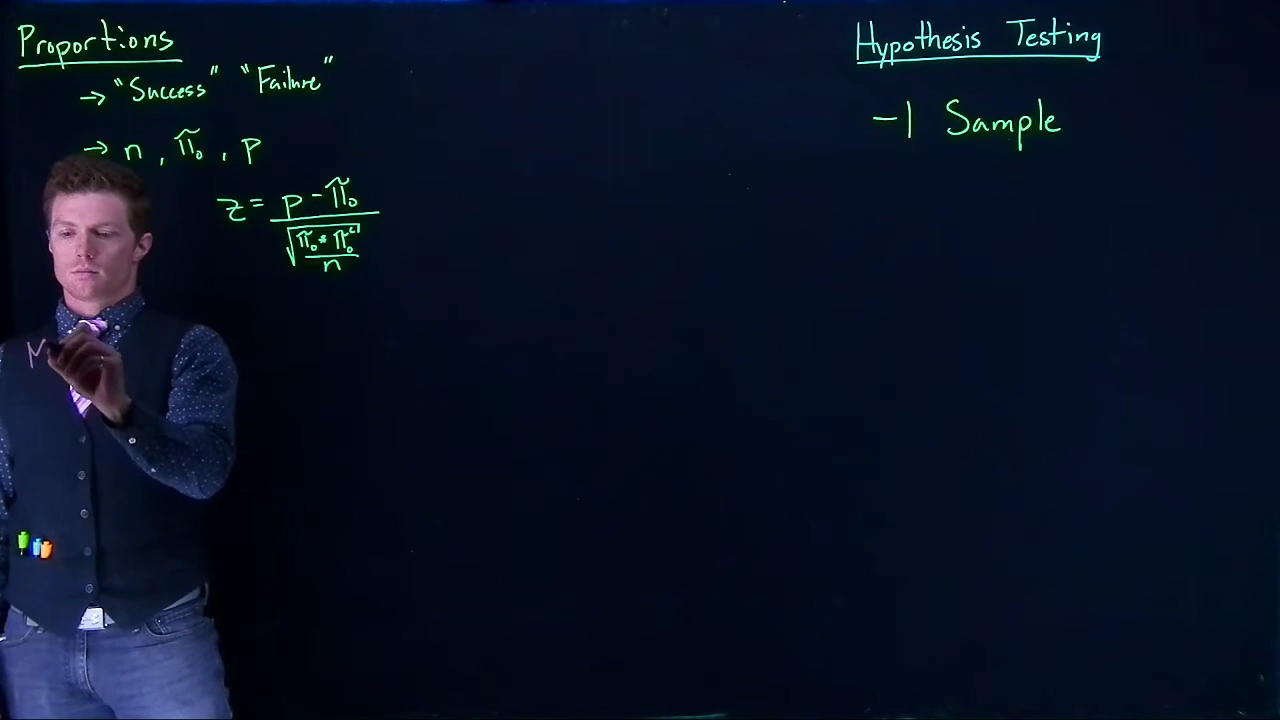 Proportions
→ "Success" "Failure"
→ n, π₀, p
z = (p - π₀) / √(π₀ * π₀ᶜ / n)
M
Hypothesis Testing
- 1 Sample